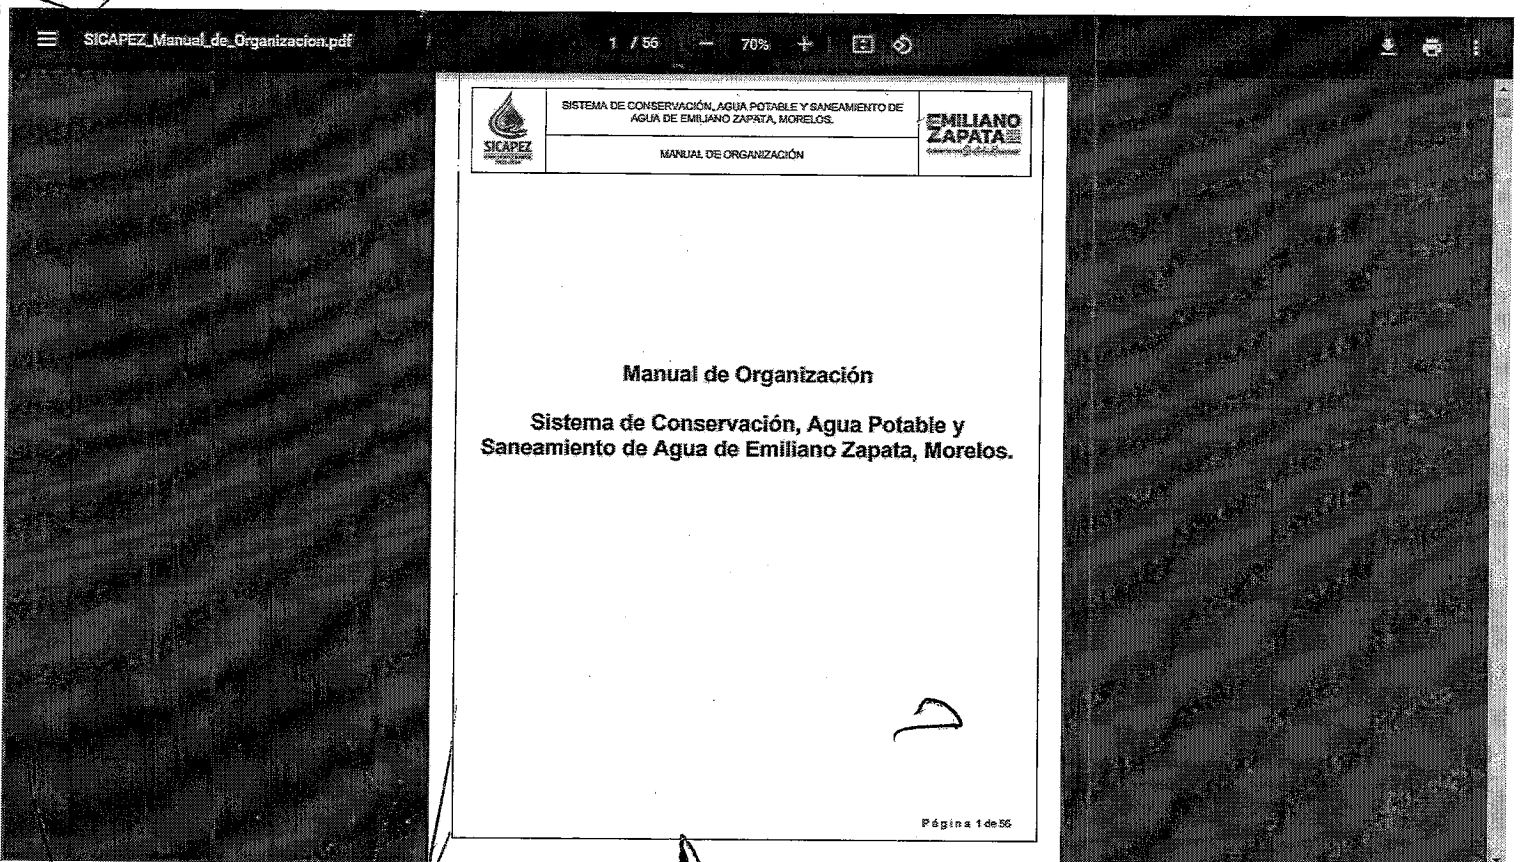 SICAPEZ_Manual_de_Organizacion.pdf
1 / 56
70%
SICAPEZ
SISTEMA DE CONSERVACIÓN, AGUA POTABLE Y SANEAMIENTO DE
AGUA DE EMILIANO ZAPATA, MORELOS.
MANUAL DE ORGANIZACIÓN
EMILIANO
ZAPATA
Manual de Organización
Sistema de Conservación, Agua Potable y
Saneamiento de Agua de Emiliano Zapata, Morelos.
Página 1 de 56